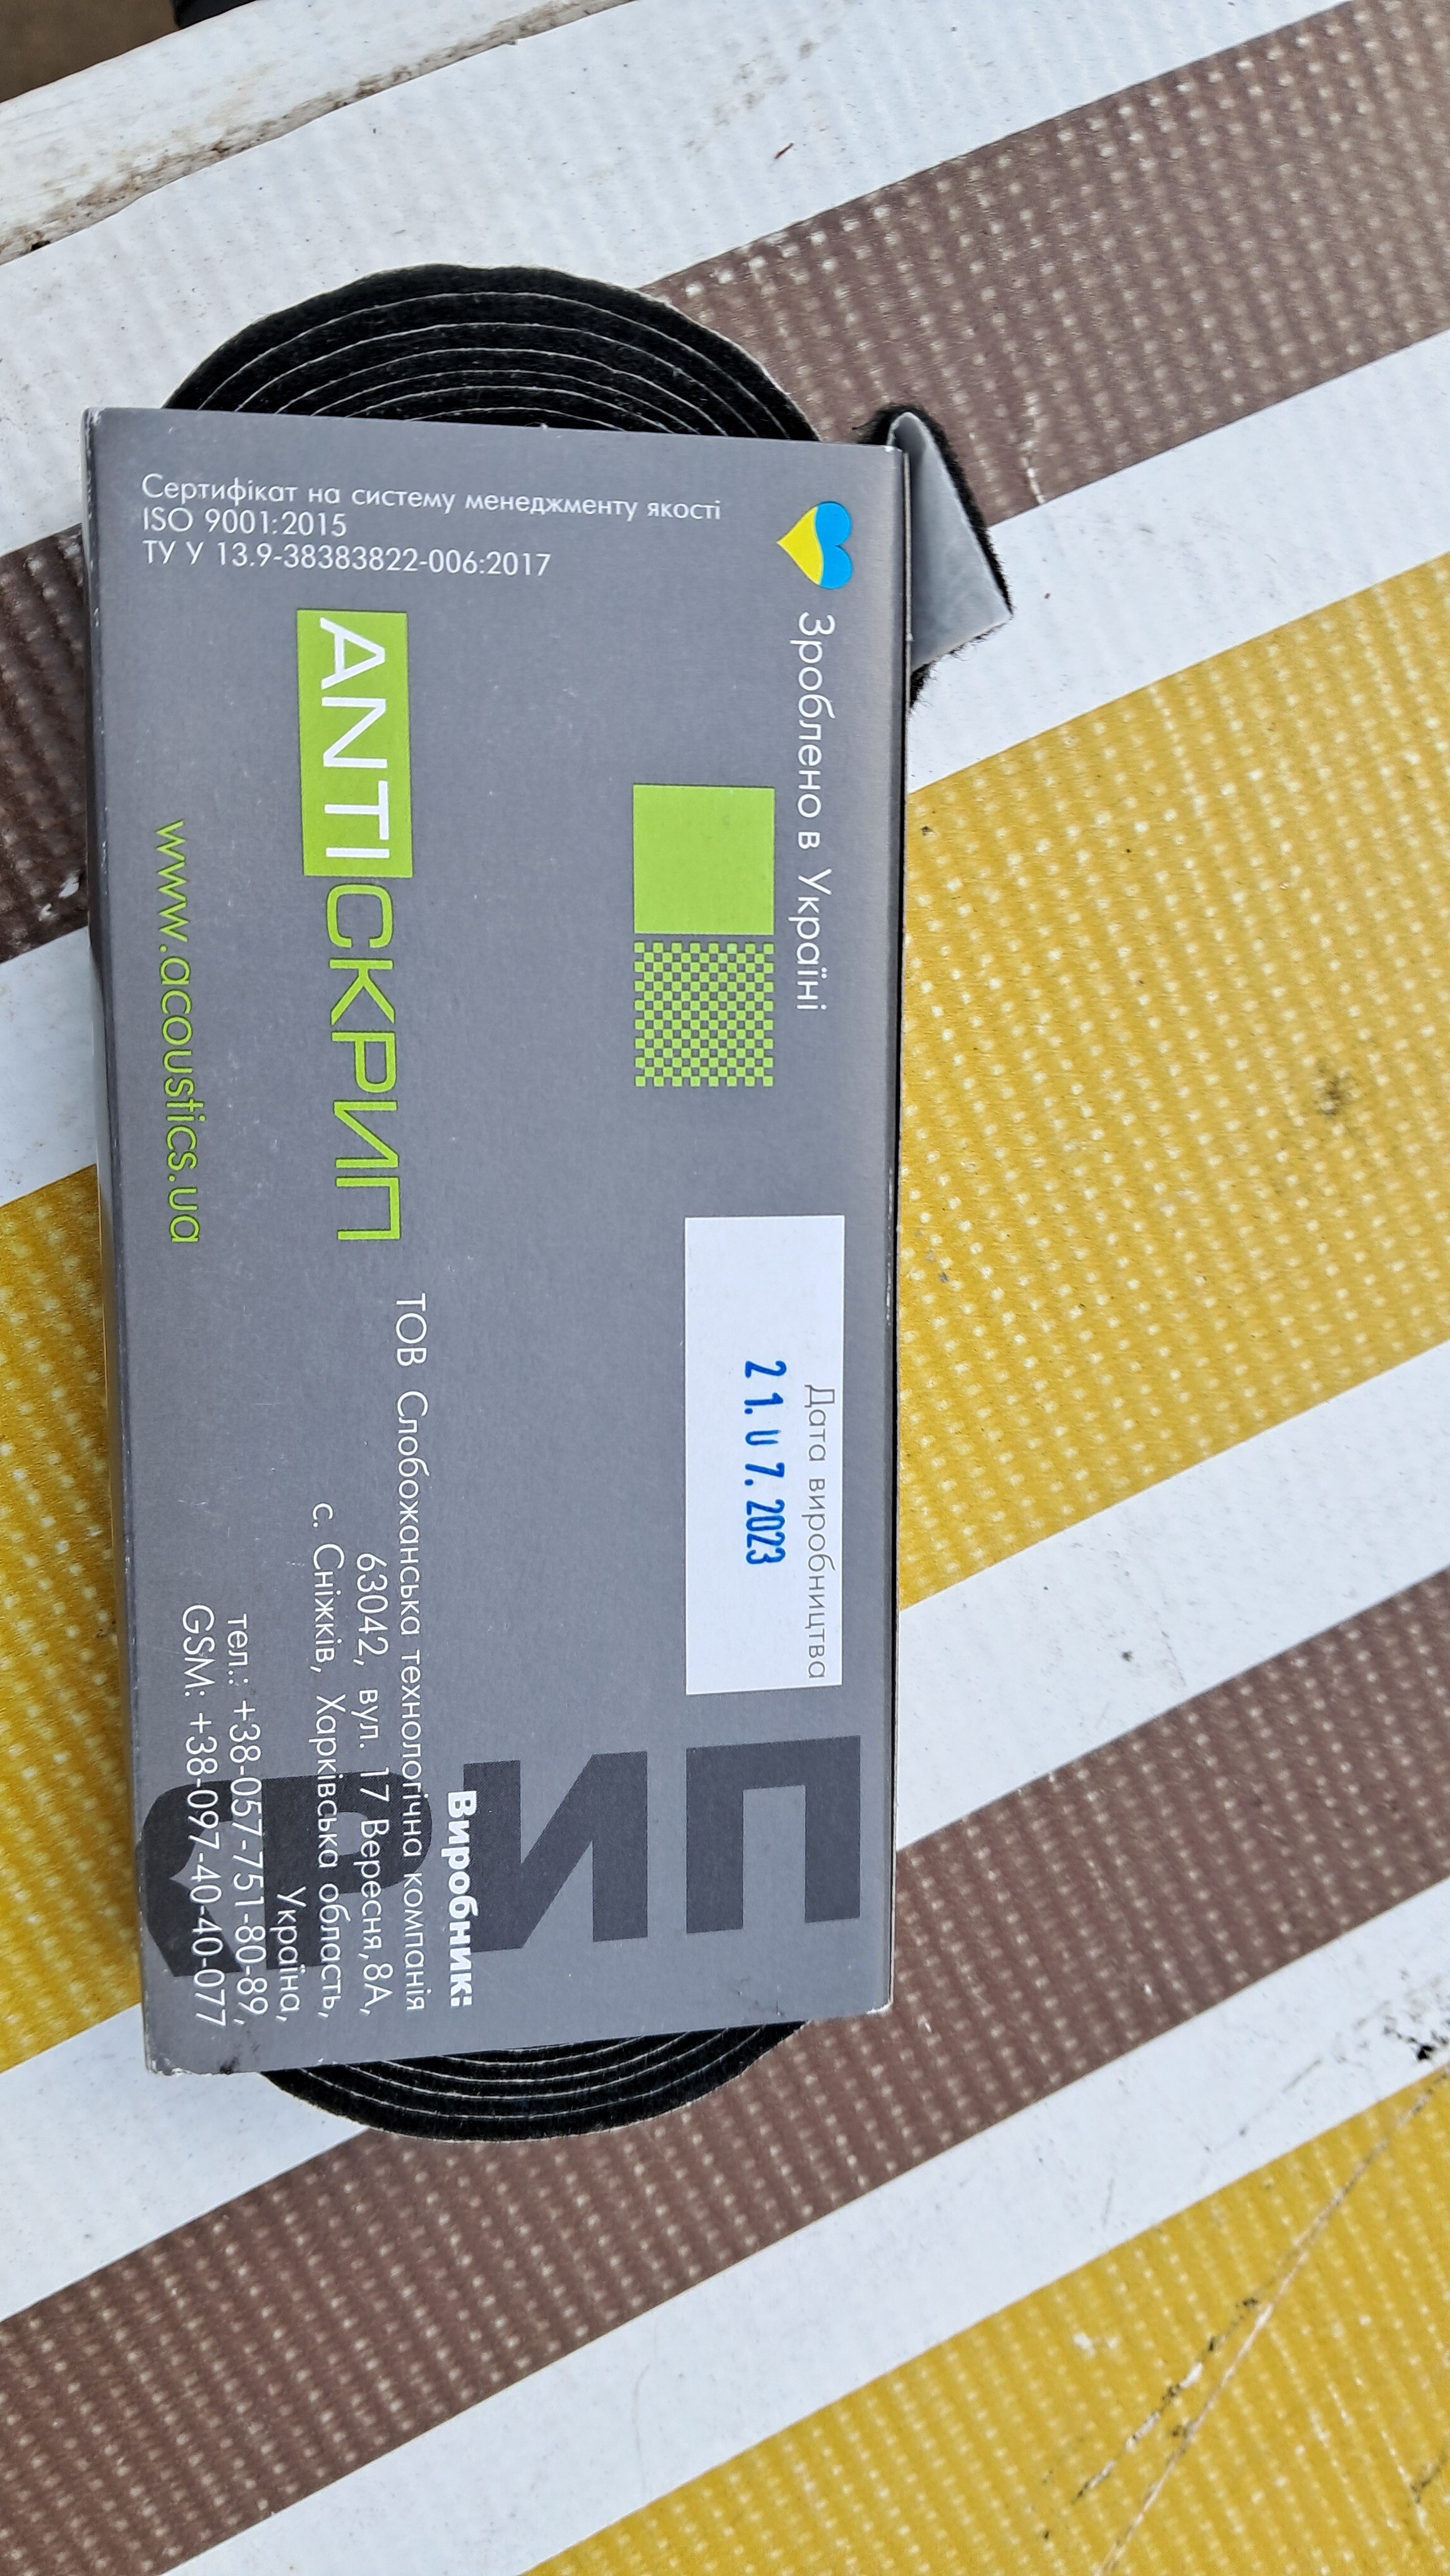 Сертифікат на систему менеджменту якості
ISO 9001:2015
ТУ У 13.9-38383822-006:2017
Зроблено в Україні
ANTIСКРИП
www.acoustics.ua
Дата виробництва
21.07.2023
РИП
Виробник:
ТОВ Слобожанська технологічна компанія
63042, вул. 17 Вересня,8А,
с. Сніжків, Харківська область,
Україна,
тел.: +38-057-751-80-89,
GSM: +38-097-40-40-077